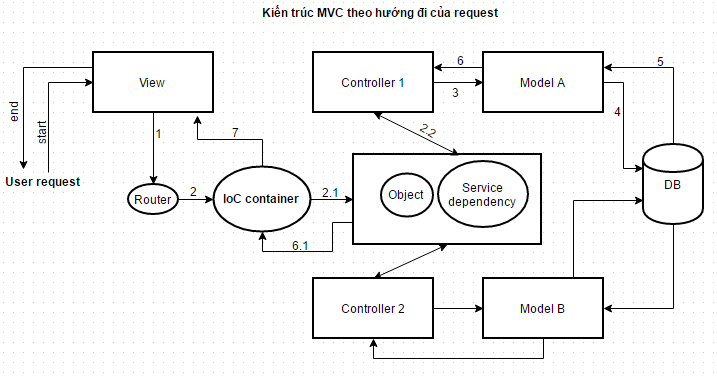 Kiến trúc MVC theo hướng đi của request
View
Controller 1
6
3
Model A
5
4
end
start
1
7
2.2
User request
Router
2
IoC container
2.1
6.1
Object
Service
dependency
DB
Controller 2
Model B